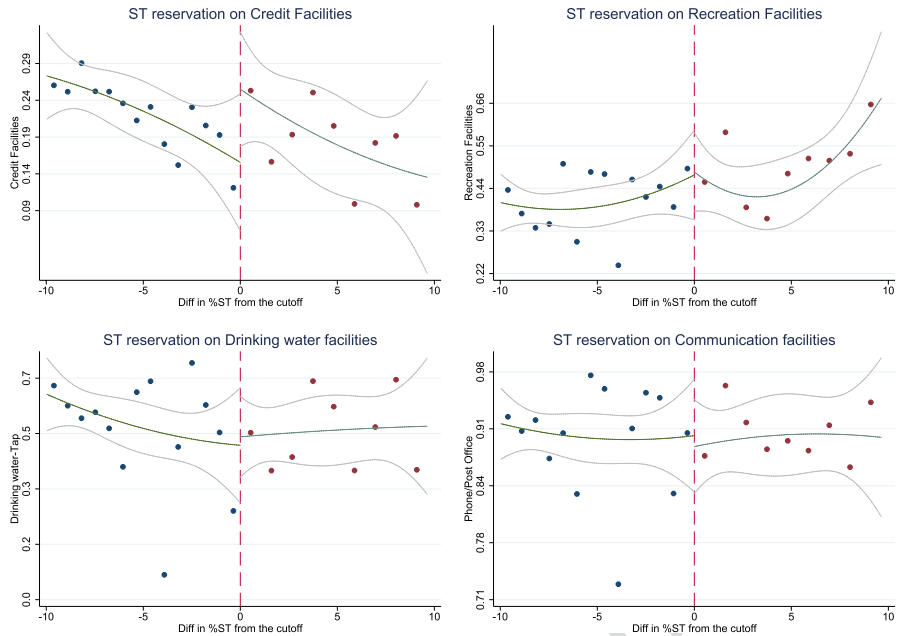 ST reservation on Credit Facilities
Credit Facilities
0.29
0.24
0.19
0.14
0.09
-10 -5 0 5 10
Diff in %ST from the cutoff
ST reservation on Recreation Facilities
Recreation Facilities
0.66
0.55
0.44
0.33
0.22
-10 -5 0 5 10
Diff in %ST from the cutoff
ST reservation on Drinking water facilities
Drinking water-Tap
0.7
0.5
0.3
0.2
0.0
-10 -5 0 5 10
Diff in %ST from the cutoff
ST reservation on Communication facilities
Phone/Post Office
0.98
0.91
0.84
0.78
0.71
-10 -5 0 5 10
Diff in %ST from the cutoff